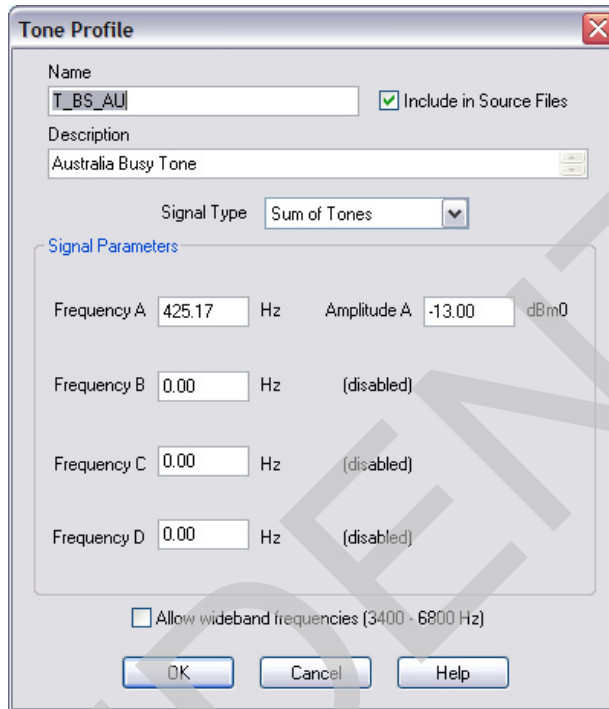 Tone Profile
Name
T_BS_AU
Include in Source Files
Description
Australia Busy Tone
Signal Type Sum of Tones
Signal Parameters
Frequency A 425.17 Hz Amplitude A -13.00 dBm0
Frequency B 0.00 Hz (disabled)
Frequency C 0.00 Hz (disabled)
Frequency D 0.00 Hz (disabled)
Allow wideband frequencies (3400 - 6800 Hz)
OK Cancel Help